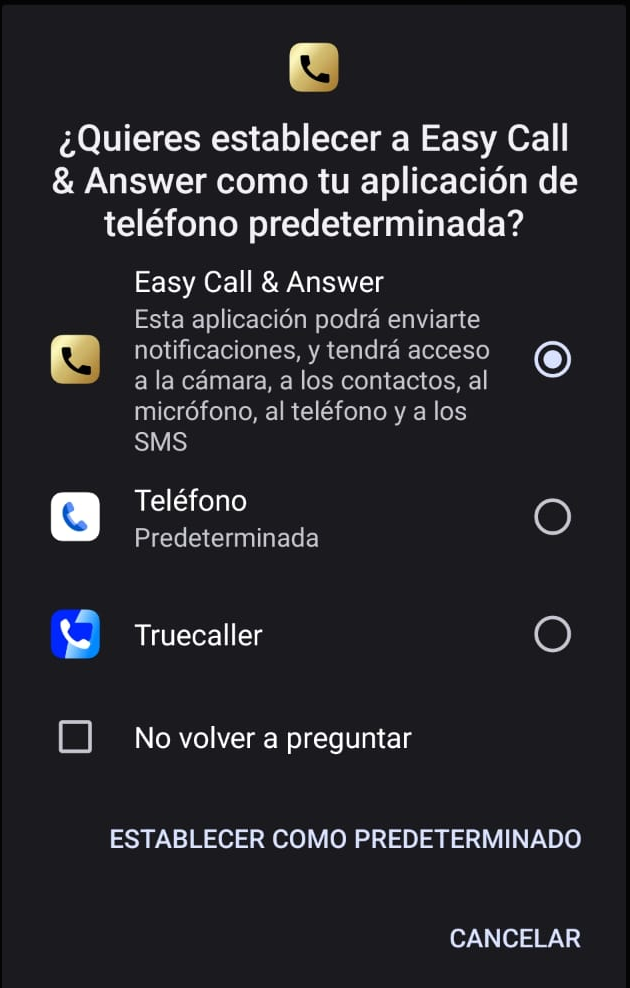 ¿Quieres establecer a Easy Call
& Answer como tu aplicación de
teléfono predeterminada?
Easy Call & Answer
Esta aplicación podrá enviarte
notificaciones, y tendrá acceso
a la cámara, a los contactos, al
micrófono, al teléfono y a los
SMS
Teléfono
Predeterminada
Truecaller
No volver a preguntar
ESTABLECER COMO PREDETERMINADO
CANCELAR